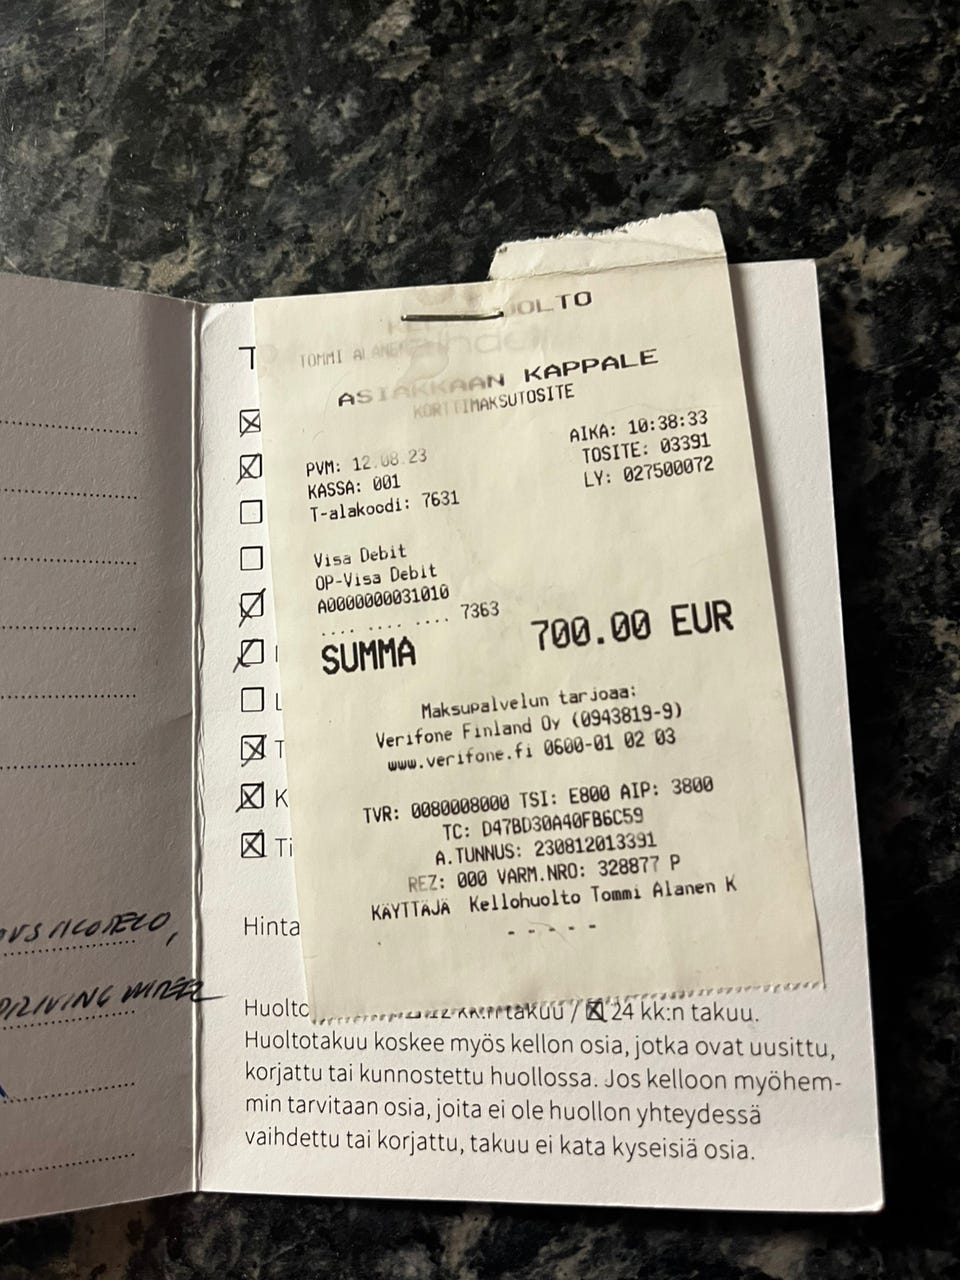 TOMMI ALANEN
ASIAKKAAN KAPPALE
KORTTIMAKSUTOSITE
PVM: 12.08.23
KASSA: 001
T-alakoodi: 7631
AIKA: 10:38:33
TOSITE: 03391
LY: 027500072
Visa Debit
OP-Visa Debit
A0000000031010
.... .... .... 7363
SUMMA 700.00 EUR
Maksupalvelun tarjoaa:
Verifone Finland Oy (0943819-9)
www.verifone.fi 0600-01 02 03
TVR: 0080008000 TSI: E800 AIP: 3800
TC: D47BD30A40FB6C59
A.TUNNUS: 230812013391
REZ: 000 VARM.NRO: 328877 P
KÄYTTÄJÄ Kellohuolto Tommi Alanen K
- - - - -
T
L
T
K
Ti
Hinta
DRIVING WHEEL
Huolto takuu / 24 kk:n takuu.
Huoltotakuu koskee myös kellon osia, jotka ovat uusittu,
korjattu tai kunnostettu huollossa. Jos kelloon myöhem-
min tarvitaan osia, joita ei ole huollon yhteydessä
vaihdettu tai korjattu, takuu ei kata kyseisiä osia.